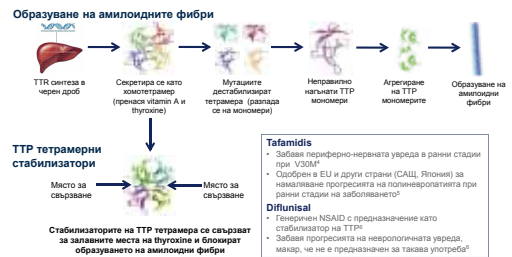 Образуване на амилоидните фибри
TTR синтеза в
черен дроб
Секретира се като
хомотетрамер
(пренася vitamin A и
thyroxine)
Мутациите
дестабилизират
тетрамера (разпада
се на мономери)
Неправилно
нагънати ТТР
мономери
Агрегиране
на ТТР
мономерите
Образуване на
амилоидни
фибри
ТТР тетрамерни
стабилизатори
Място за
свързване
Място за
свързване
Стабилизаторите на ТТР тетрамера се свързват
за залавните места на thyroxine и блокират
образуването на амилоидни фибри
Tafamidis
• Забавя периферно-нервната увреда в ранни стадии
при V30M⁴
• Одобрен в EU и други страни (САЩ, Япония) за
намаляване прогресията на полиневропатията при
ранни стадии на заболяването⁵
Diflunisal
• Генеричен NSAID с предназначение като
стабилизатор на ТТР⁶
• Забавя прогресията на неврологичната увреда,
макар, че не е предназначен за такава употреба⁶